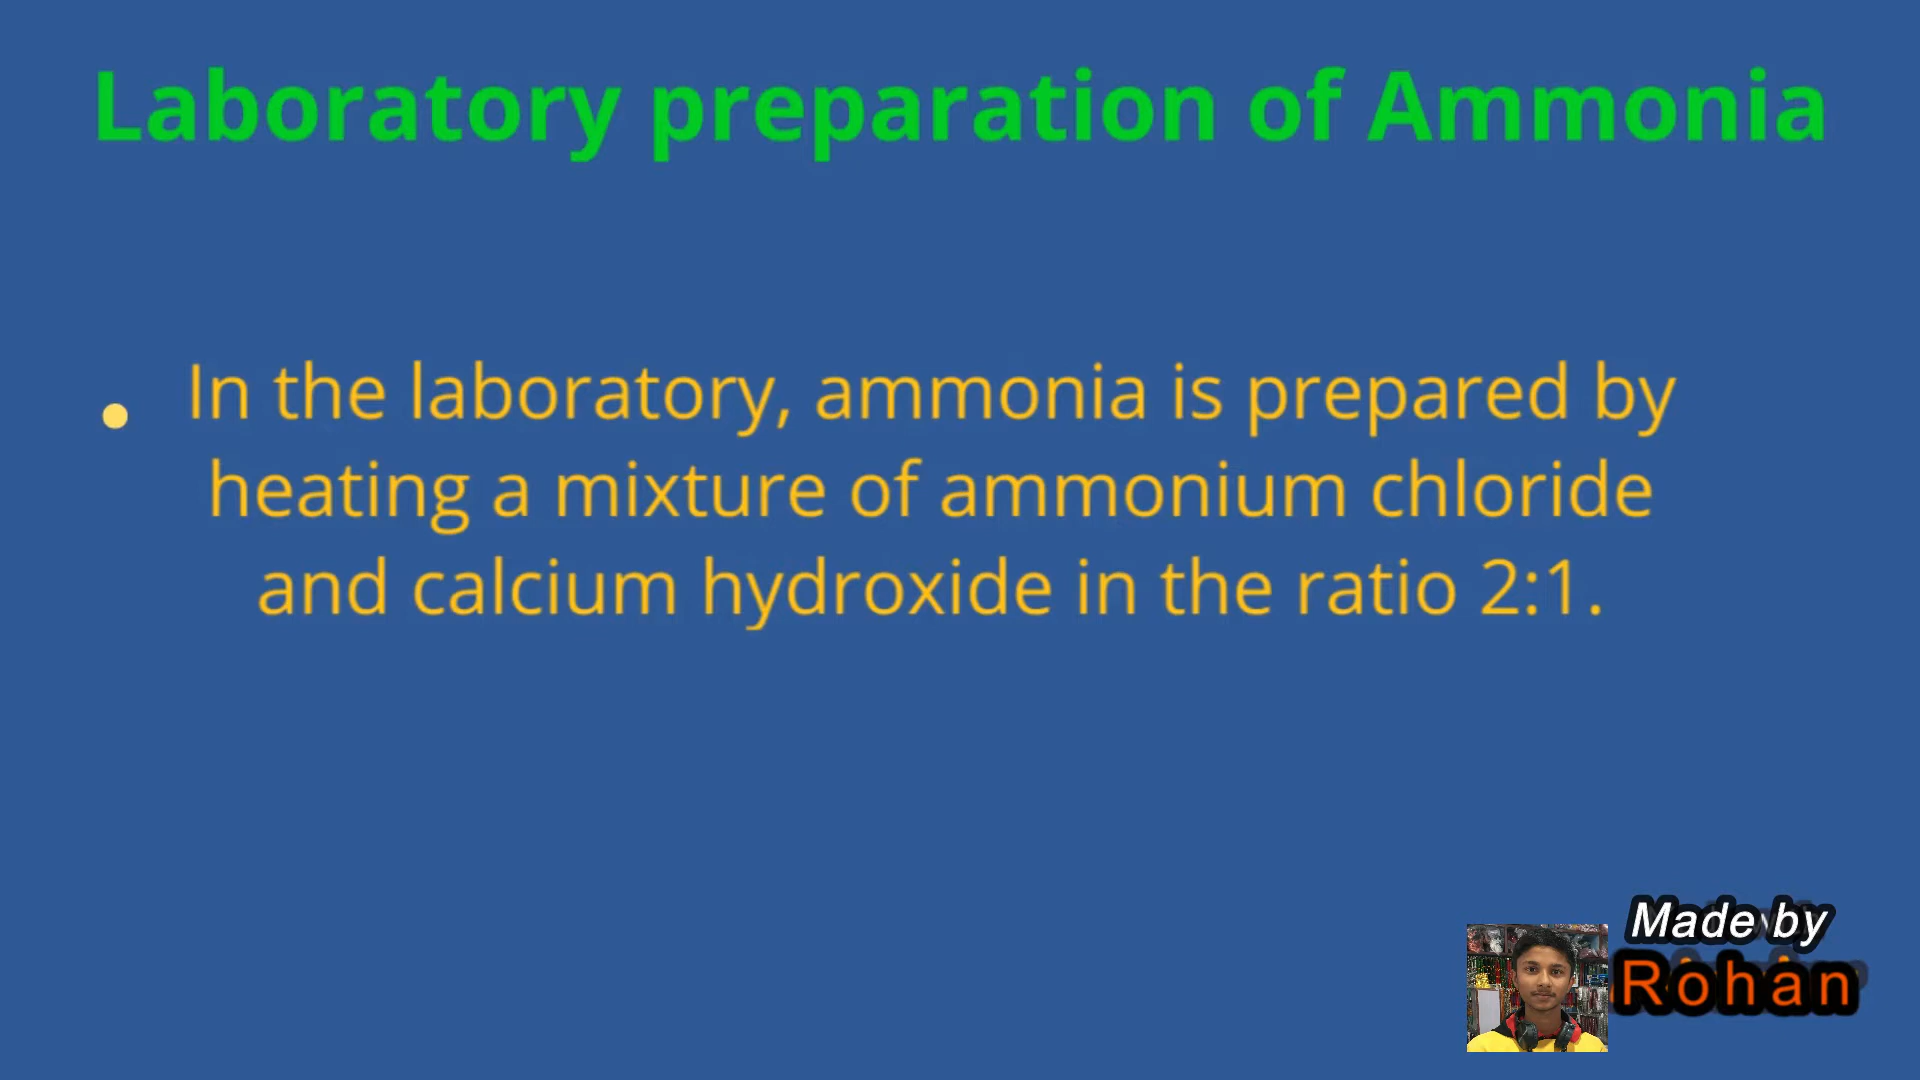 Laboratory preparation of Ammonia
• In the laboratory, ammonia is prepared by
heating a mixture of ammonium chloride
and calcium hydroxide in the ratio 2:1.
Made by
Rohan